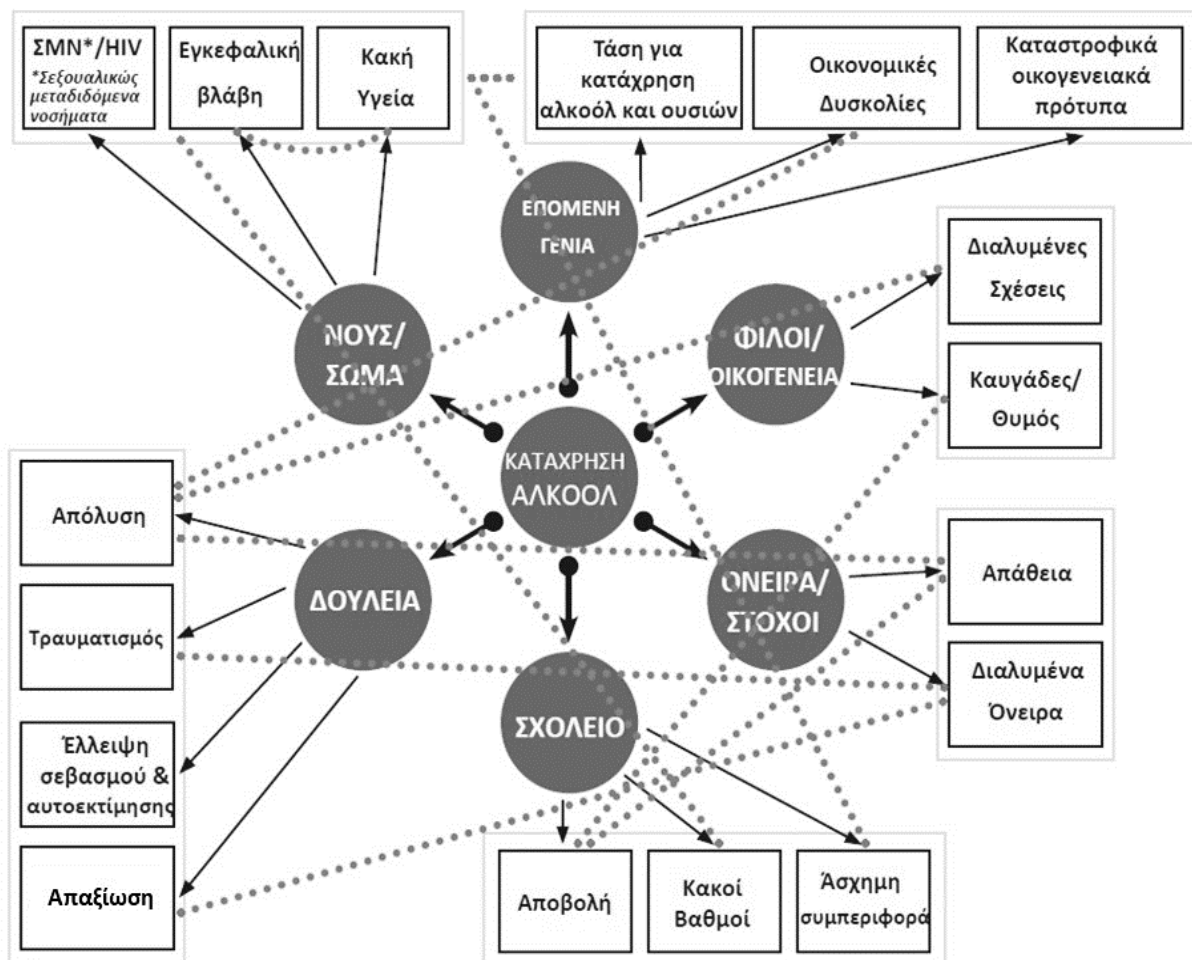 ΣΜΝ*/HIV
*Σεξουαλικώς
μεταδιδόμενα
νοσήματα
Εγκεφαλική
βλάβη
Κακή
Υγεία
Τάση για
κατάχρηση
αλκοόλ και ουσιών
Οικονομικές
Δυσκολίες
Καταστροφικά
οικογενειακά
πρότυπα
ΕΠΟΜΕΝΗ
ΓΕΝΙΑ
ΝΟΥΣ/
ΣΩΜΑ
ΦΙΛΟΙ/
ΟΙΚΟΓΕΝΕΙΑ
Διαλυμένες
Σχέσεις
Καυγάδες/
Θυμός
ΚΑΤΑΧΡΗΣΗ
ΑΛΚΟΟΛ
Απόλυση
Τραυματισμός
Έλλειψη
σεβασμού &
αυτοεκτίμησης
Απαξίωση
ΔΟΥΛΕΙΑ
ΟΝΕΙΡΑ/
ΣΤΟΧΟΙ
Απάθεια
Διαλυμένα
Όνειρα
ΣΧΟΛΕΙΟ
Αποβολή
Κακοί
Βαθμοί
Άσχημη
συμπεριφορά